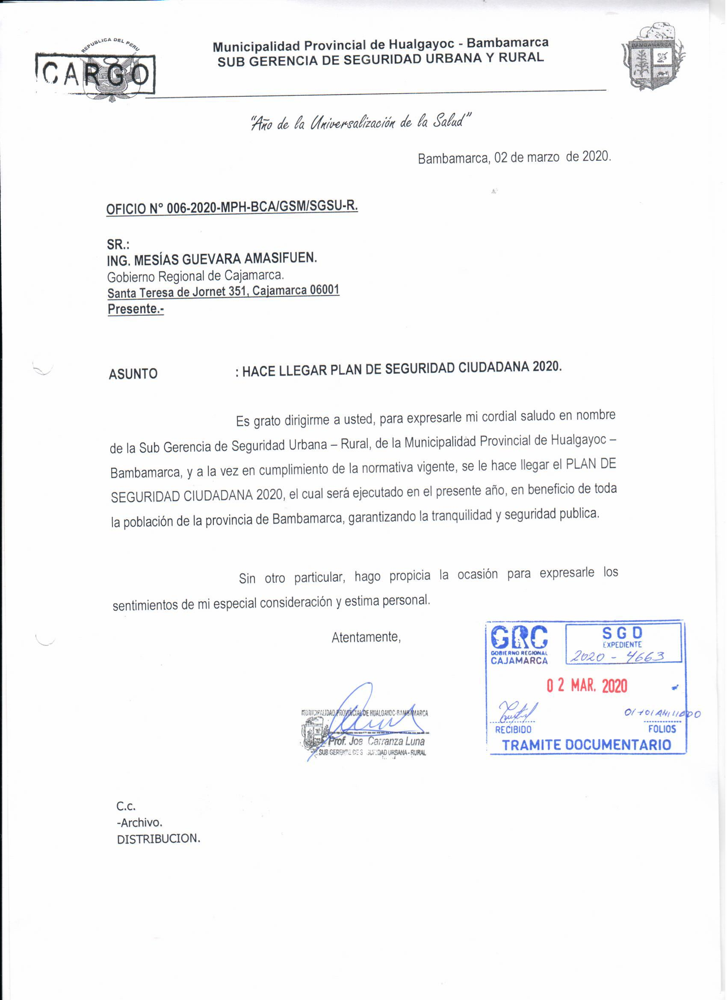 REPUBLICA DEL PERU
CARGO
Municipalidad Provincial de Hualgayoc - Bambamarca
SUB GERENCIA DE SEGURIDAD URBANA Y RURAL
BAMBAMARCA
“Año de la Universalización de la Salud”
Bambamarca, 02 de marzo de 2020.
OFICIO N° 006-2020-MPH-BCA/GSM/SGSU-R.
SR.:
ING. MESÍAS GUEVARA AMASIFUEN.
Gobierno Regional de Cajamarca.
Santa Teresa de Jornet 351, Cajamarca 06001
Presente.-
ASUNTO : HACE LLEGAR PLAN DE SEGURIDAD CIUDADANA 2020.
Es grato dirigirme a usted, para expresarle mi cordial saludo en nombre
de la Sub Gerencia de Seguridad Urbana – Rural, de la Municipalidad Provincial de Hualgayoc –
Bambamarca, y a la vez en cumplimiento de la normativa vigente, se le hace llegar el PLAN DE
SEGURIDAD CIUDADANA 2020, el cual será ejecutado en el presente año, en beneficio de toda
la población de la provincia de Bambamarca, garantizando la tranquilidad y seguridad publica.
Sin otro particular, hago propicia la ocasión para expresarle los
sentimientos de mi especial consideración y estima personal.
Atentamente,
MUNICIPALIDAD PROVINCIAL DE HUALGAYOC-BAMBAMARCA
Prof. Joe Carranza Luna
SUB GERENTE DE URBANA - RURAL
GRC
GOBIERNO REGIONAL
CAJAMARCA
SGD
EXPEDIENTE
2020 - 4663
02 MAR. 2020
RECIBIDO
FOLIOS
TRAMITE DOCUMENTARIO
C.c.
-Archivo.
DISTRIBUCION.